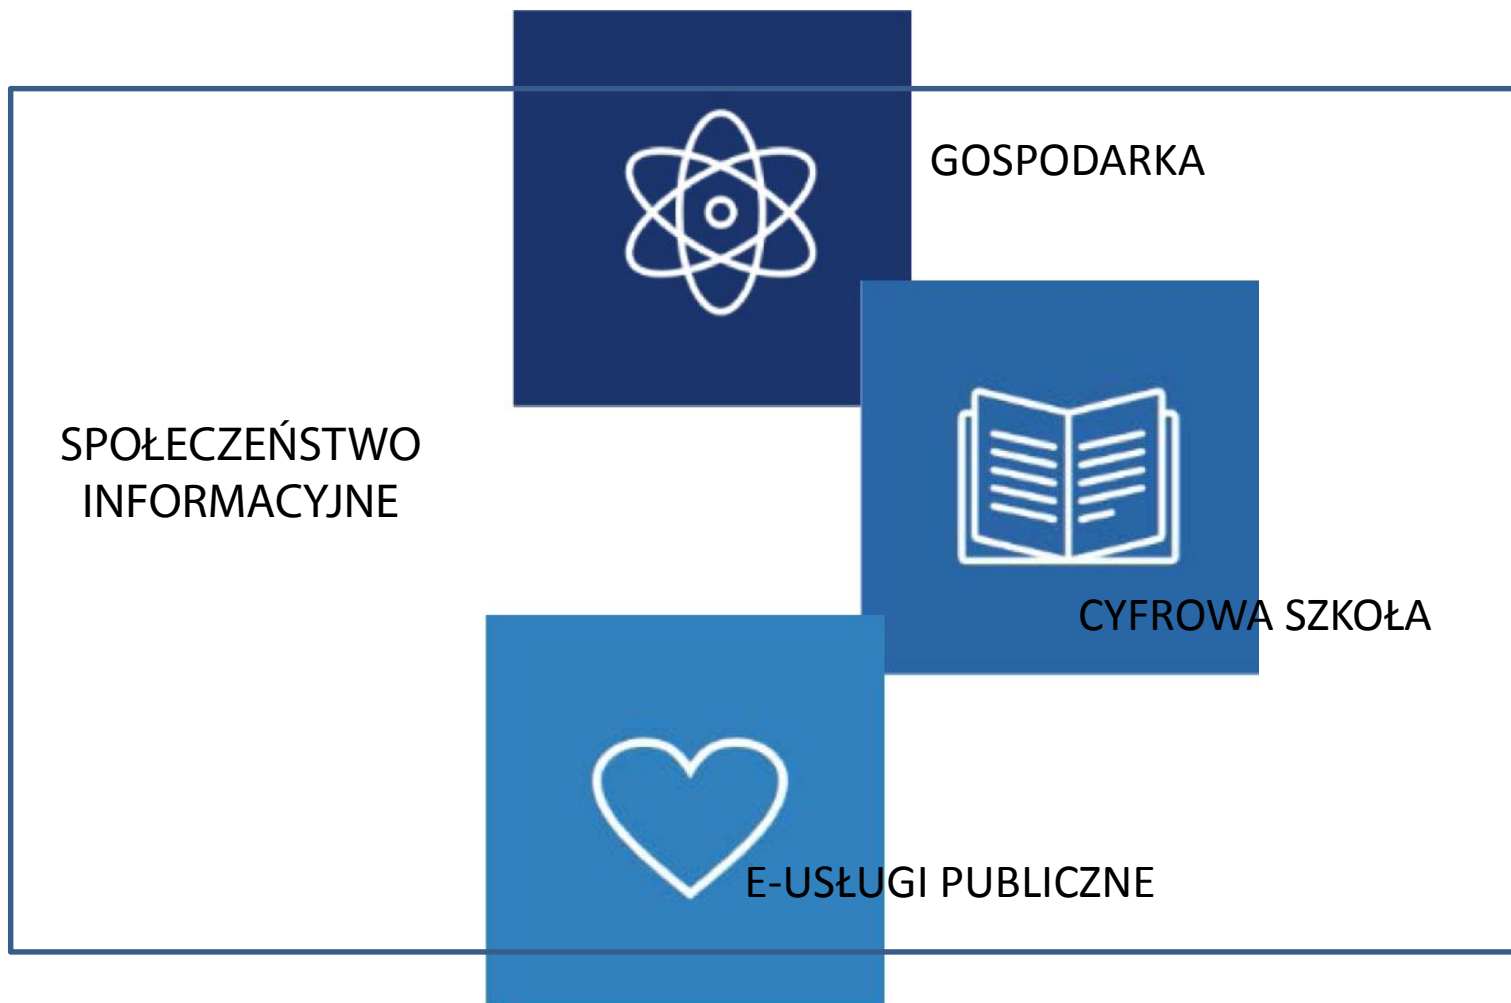 GOSPODARKA
SPOŁECZEŃSTWO
INFORMACYJNE
CYFROWA SZKOŁA
E-USŁUGI PUBLICZNE